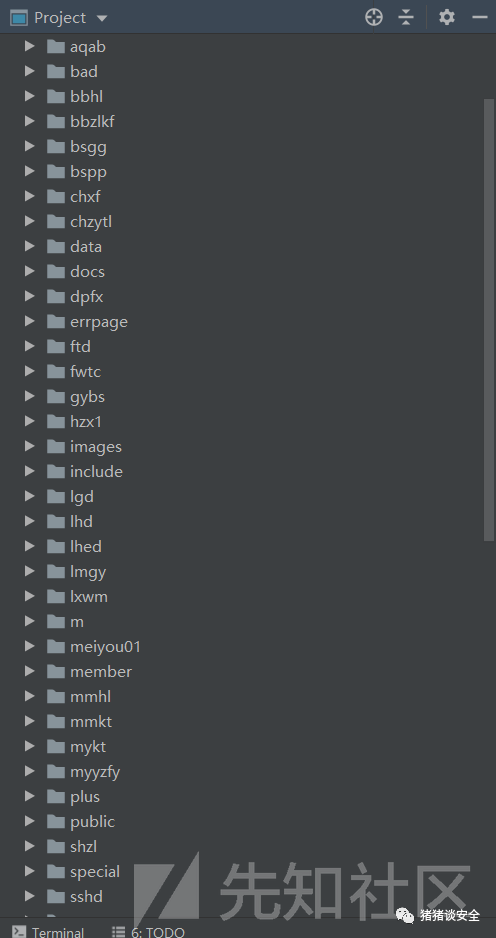 Project
aqab
bad
bbhl
bbzlkf
bsgg
bspp
chxf
chzytl
data
docs
dpfx
errpage
ftd
fwtc
gybs
hzx1
images
include
lgd
lhd
lhed
lmgy
lxwm
m
meiyou01
member
mmhl
mmkt
mykt
myyzfy
plus
public
shzl
special
sshd
先知社区
猪猪谈安全
Terminal 6: TODO